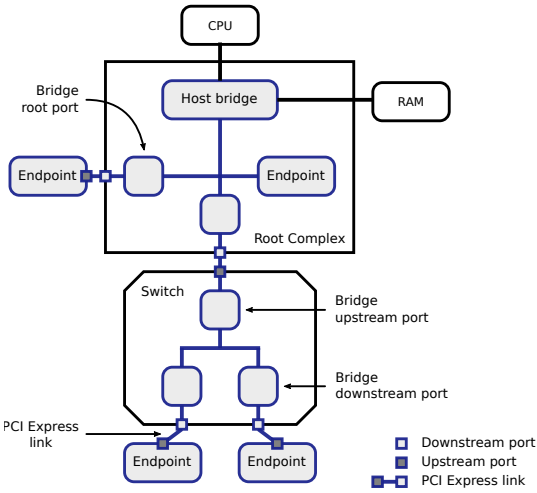 CPU
Host bridge
RAM
Bridge
root port
Endpoint
Endpoint
Root Complex
Switch
Bridge
upstream port
Bridge
downstream port
PCI Express
link
Endpoint
Endpoint
Downstream port
Upstream port
PCI Express link